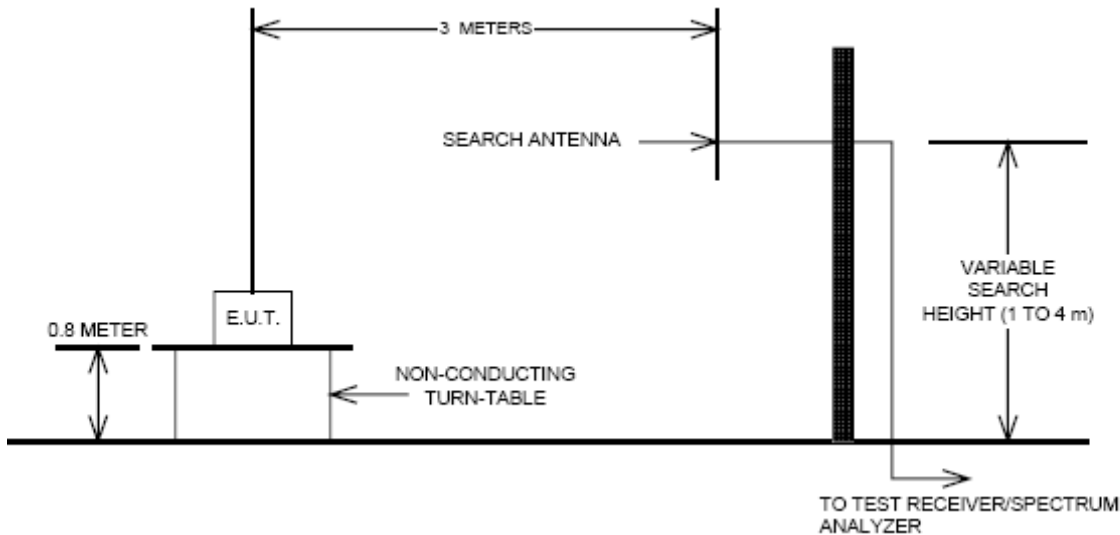 3 METERS
SEARCH ANTENNA
VARIABLE
SEARCH
HEIGHT (1 TO 4 m)
0.8 METER
E.U.T.
NON-CONDUCTING
TURN-TABLE
TO TEST RECEIVER/SPECTRUM
ANALYZER